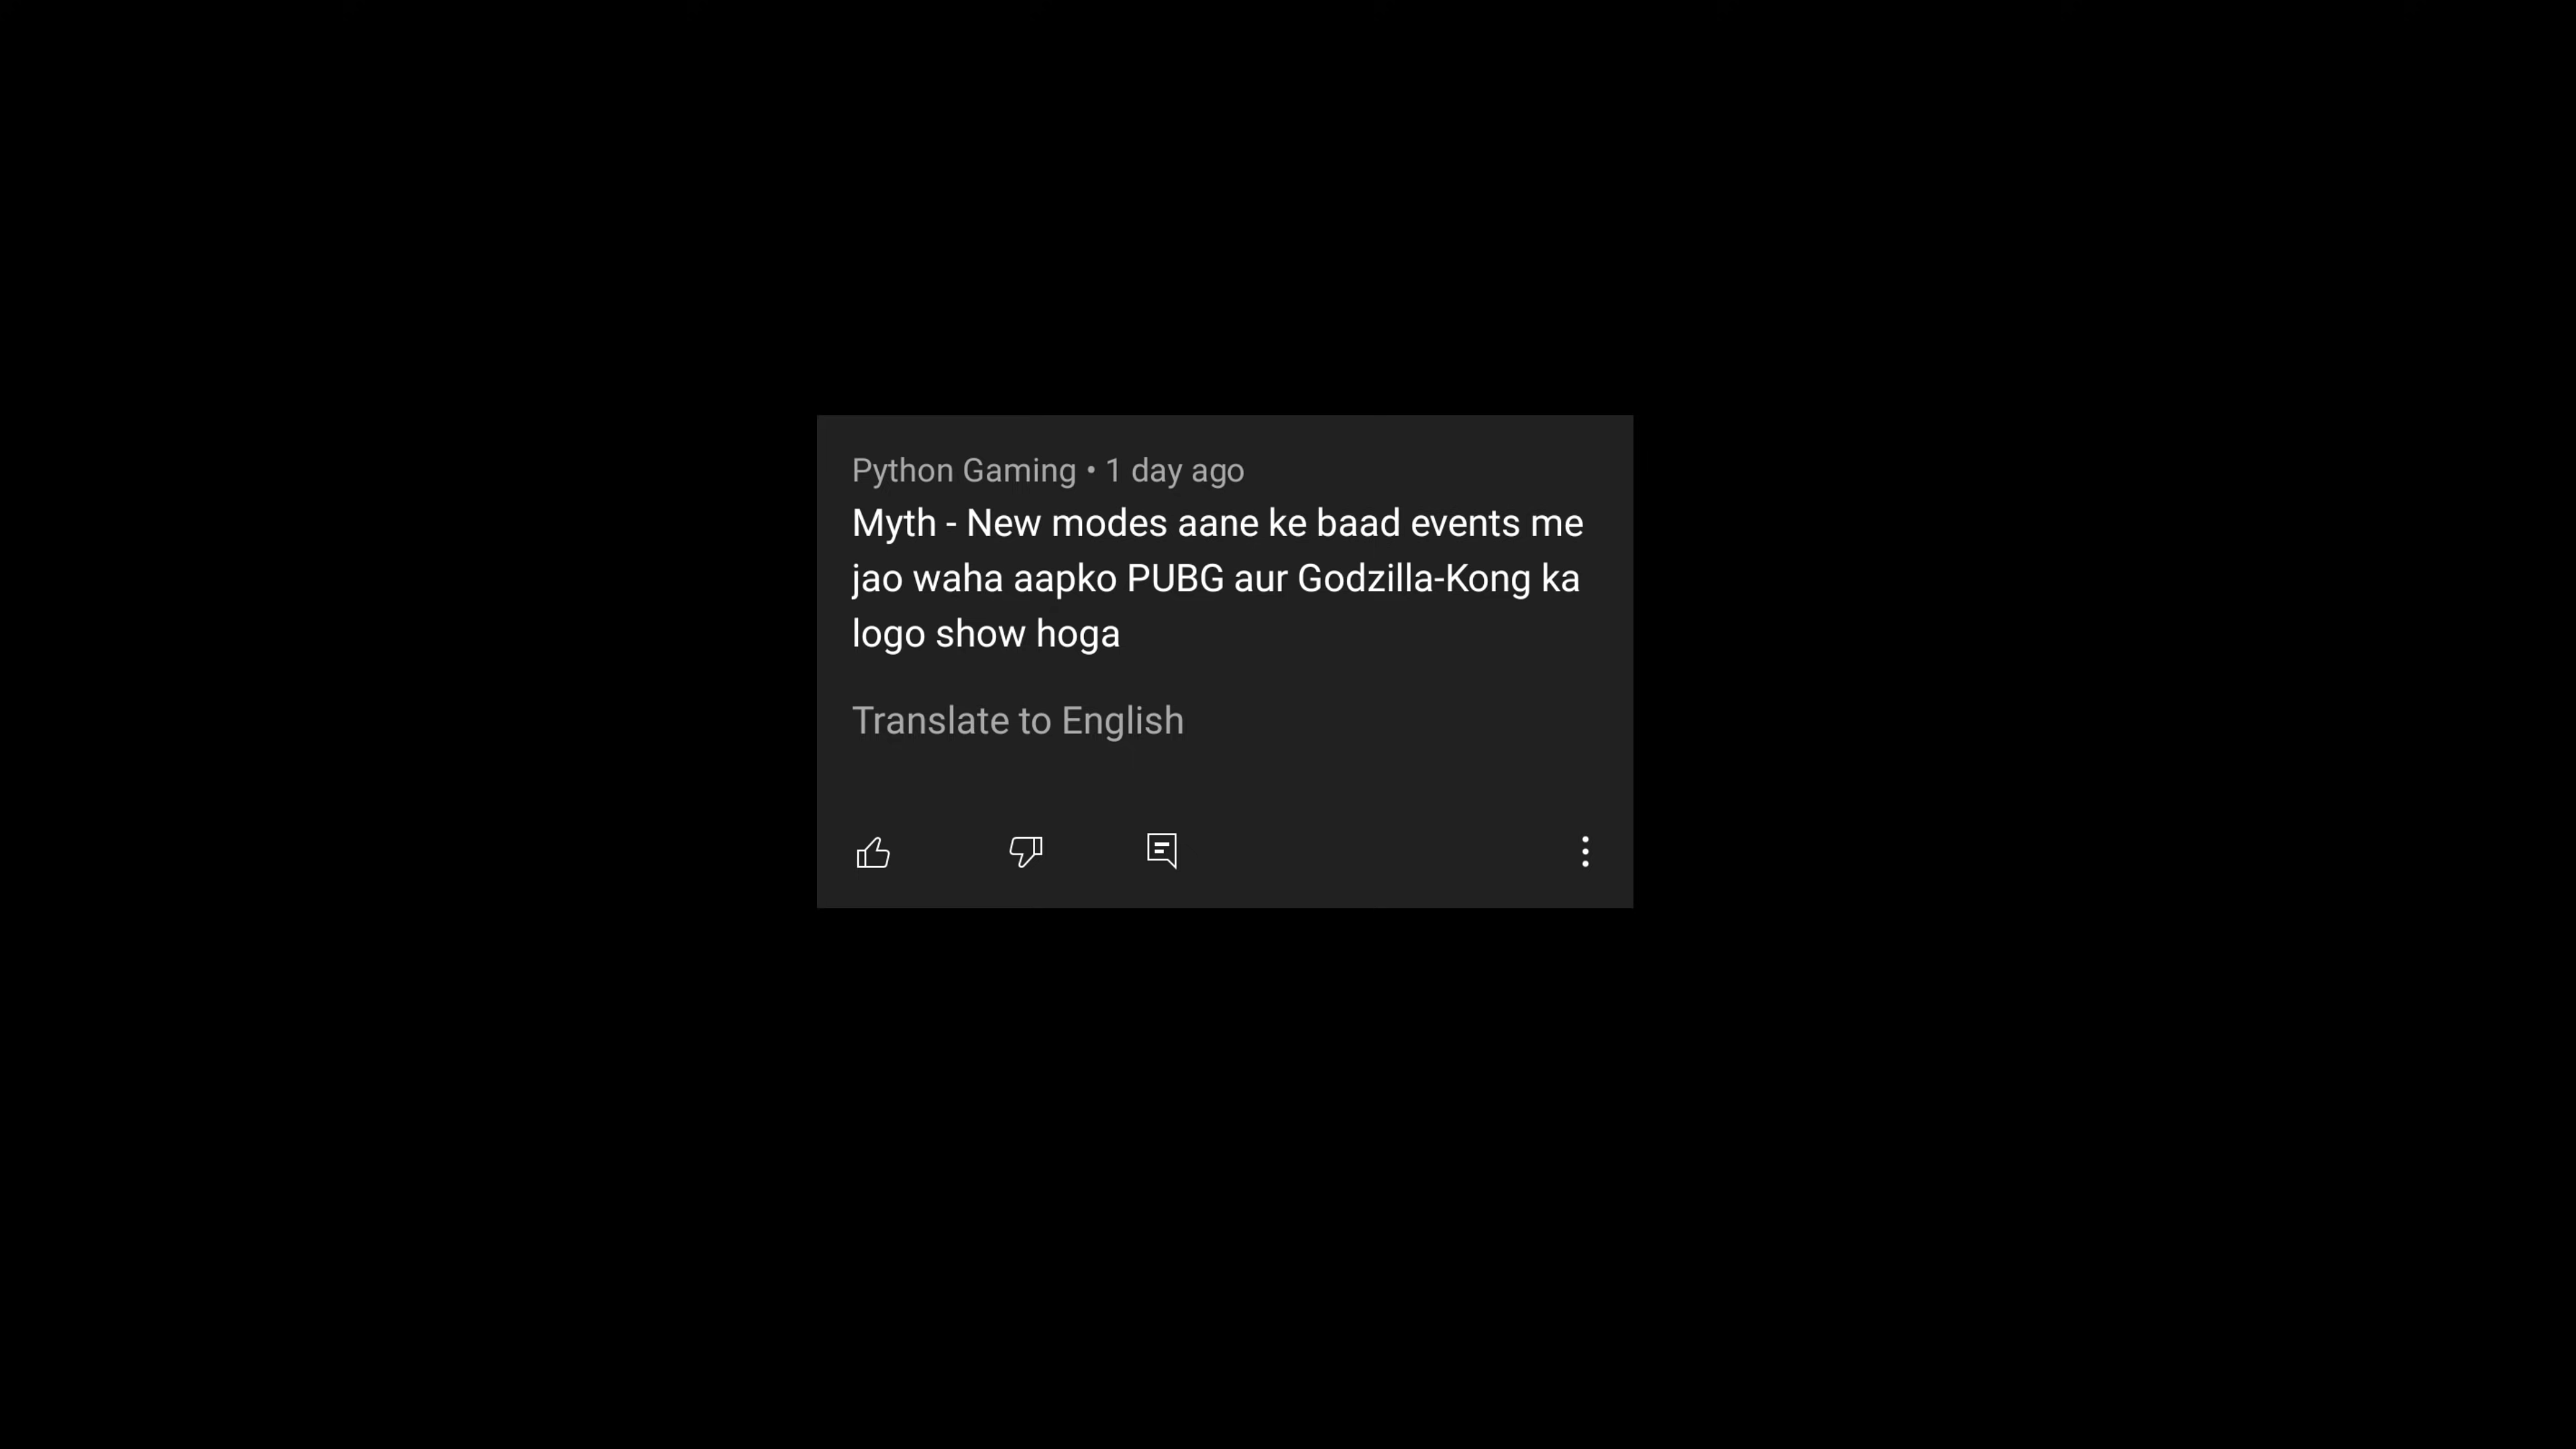 Python Gaming • 1 day ago
Myth - New modes aane ke baad events me
jao waha aapko PUBG aur Godzilla-Kong ka
logo show hoga
Translate to English